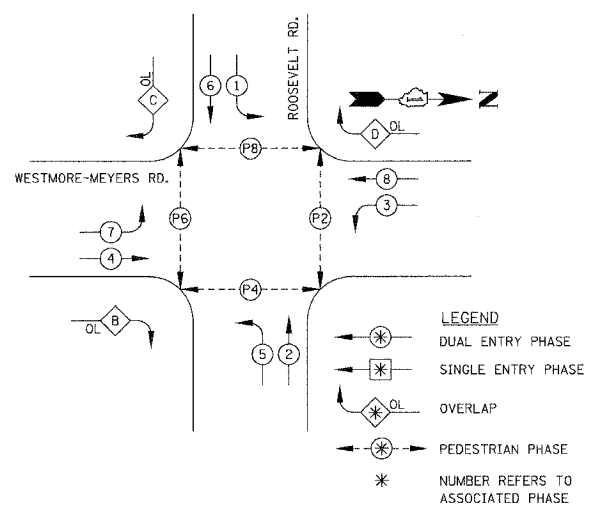 ROOSEVELT RD.
OL
C
6
1
N
D
OL
P8
WESTMORE-MEYERS RD.
8
3
P6
P2
7
4
P4
OL
B
5
2
LEGEND
DUAL ENTRY PHASE
SINGLE ENTRY PHASE
OL
OVERLAP
PEDESTRIAN PHASE
* NUMBER REFERS TO
ASSOCIATED PHASE